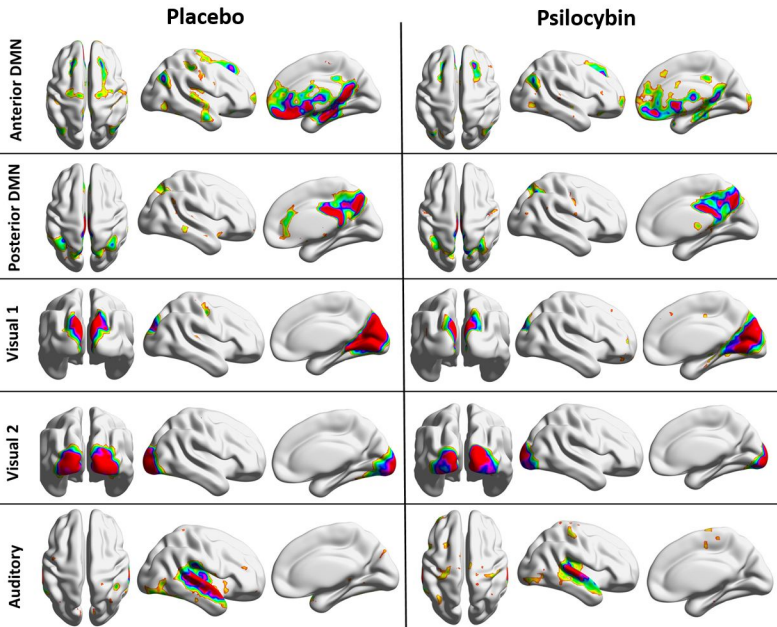 Placebo
Psilocybin
Anterior DMN
Posterior DMN
Visual 1
Visual 2
Auditory